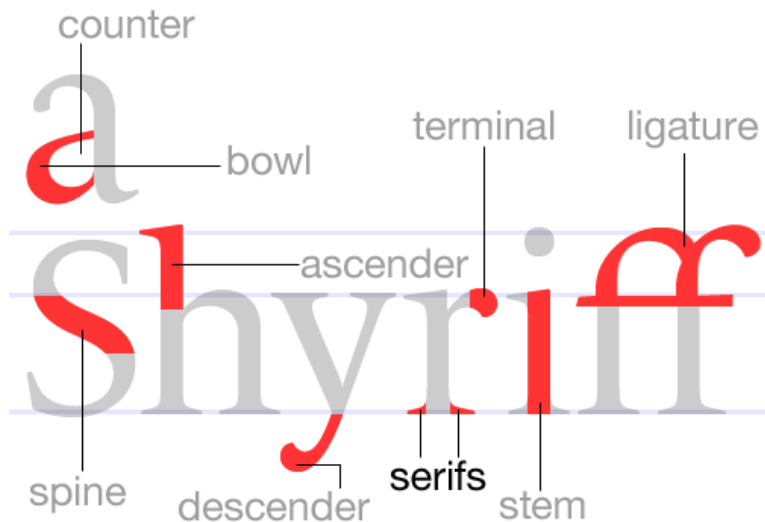 counter
a
bowl
terminal
ligature
ascender
Shyriff
serifs
spine
descender
stem